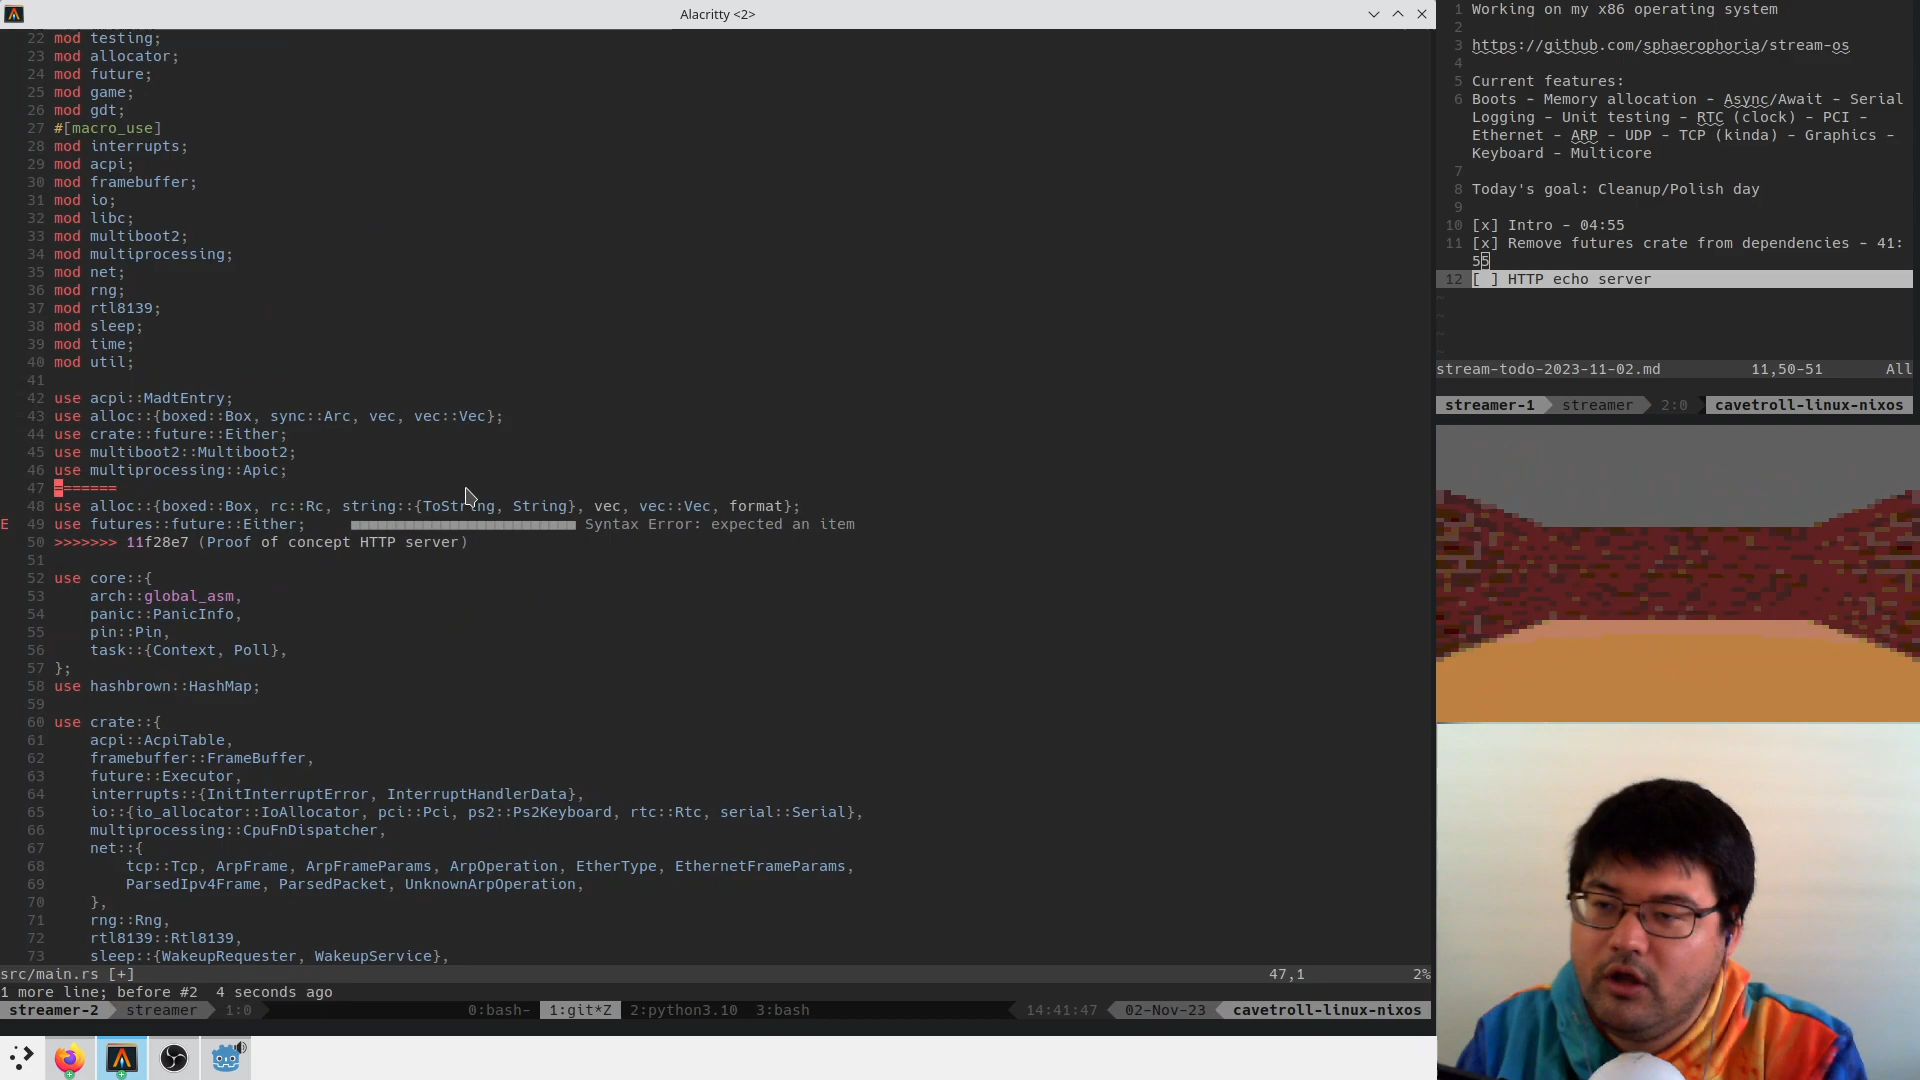 Alacritty <2>
22 mod testing;
23 mod allocator;
24 mod future;
25 mod game;
26 mod gdt;
27 #[macro_use]
28 mod interrupts;
29 mod acpi;
30 mod framebuffer;
31 mod io;
32 mod libc;
33 mod multiboot2;
34 mod multiprocessing;
35 mod net;
36 mod rng;
37 mod rtl8139;
38 mod sleep;
39 mod time;
40 mod util;
41
42 use acpi::MadtEntry;
43 use alloc::{boxed::Box, sync::Arc, vec, vec::Vec};
44 use crate::future::Either;
45 use multiboot2::Multiboot2;
46 use multiprocessing::Apic;
47 =======
48 use alloc::{boxed::Box, rc::Rc, string::{ToString, String}, vec, vec::Vec, format};
E 49 use futures::future::Either; ■■■■■■■■■■■■■■■■■■■■■■■■■ Syntax Error: expected an item
50 >>>>>>> 11f28e7 (Proof of concept HTTP server)
51
52 use core::{
53 arch::global_asm,
54 panic::PanicInfo,
55 pin::Pin,
56 task::{Context, Poll},
57 };
58 use hashbrown::HashMap;
59
60 use crate::{
61 acpi::AcpiTable,
62 framebuffer::FrameBuffer,
63 future::Executor,
64 interrupts::{InitInterruptError, InterruptHandlerData},
65 io::{io_allocator::IoAllocator, pci::Pci, ps2::Ps2Keyboard, rtc::Rtc, serial::Serial},
66 multiprocessing::CpuFnDispatcher,
67 net::{
68 tcp::Tcp, ArpFrame, ArpFrameParams, ArpOperation, EtherType, EthernetFrameParams,
69 ParsedIpv4Frame, ParsedPacket, UnknownArpOperation,
70 },
71 rng::Rng,
72 rtl8139::Rtl8139,
73 sleep::{WakeupRequester, WakeupService},
src/main.rs [+] 47,1 2%
1 more line; before #2 4 seconds ago
streamer-2 streamer 1:0 0:bash- 1:git*Z 2:python3.10 3:bash 14:41:47 02-Nov-23 cavetroll-linux-nixos
1 Working on my x86 operating system
2
3 https://github.com/sphaerophoria/stream-os
4
5 Current features:
6 Boots - Memory allocation - Async/Await - Serial
Logging - Unit testing - RTC (clock) - PCI -
Ethernet - ARP - UDP - TCP (kinda) - Graphics -
Keyboard - Multicore
7
8 Today's goal: Cleanup/Polish day
9
10 [x] Intro - 04:55
11 [x] Remove futures crate from dependencies - 41:
55
12 [ ] HTTP echo server
~
~
~
~
stream-todo-2023-11-02.md 11,50-51 All
streamer-1 streamer 2:0 cavetroll-linux-nixos